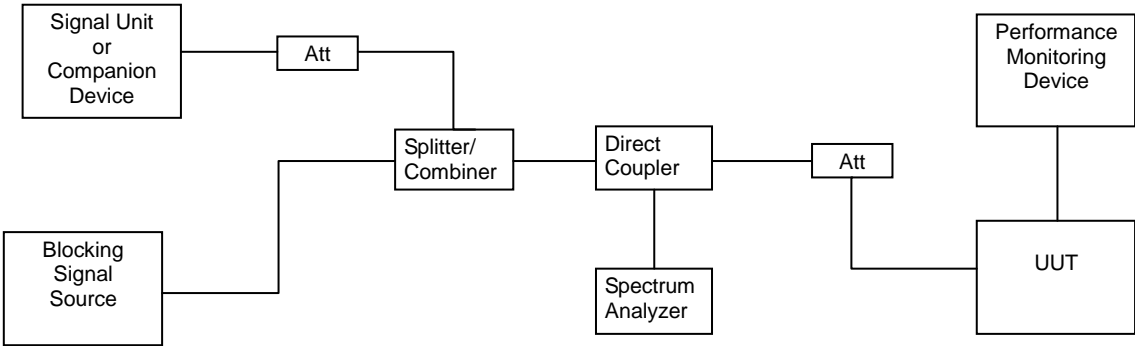 Signal Unit
or
Companion
Device
Att
Performance
Monitoring
Device
Splitter/
Combiner
Direct
Coupler
Att
Blocking
Signal
Source
Spectrum
Analyzer
UUT